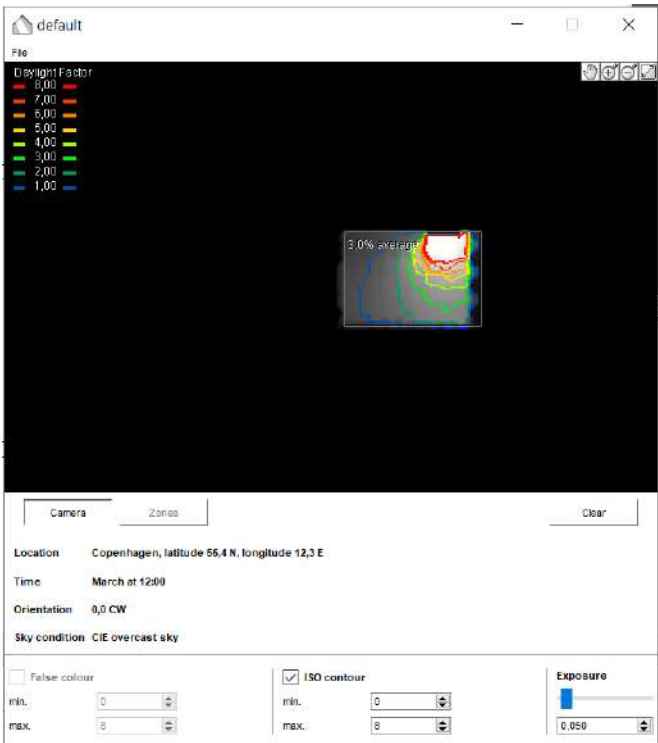 default
File
Daylight Factor
8,00
7,00
6,00
5,00
4,00
3,00
2,00
1,00
3,0% average
Camera
Zones
Clear
Location Copenhagen, latitude 55,4 N, longitude 12,3 E
Time March at 12:00
Orientation 0,0 CW
Sky condition CIE overcast sky
False colour
ISO contour
Exposure
min. 0
min. 0
max. 8
max. 8
0,050